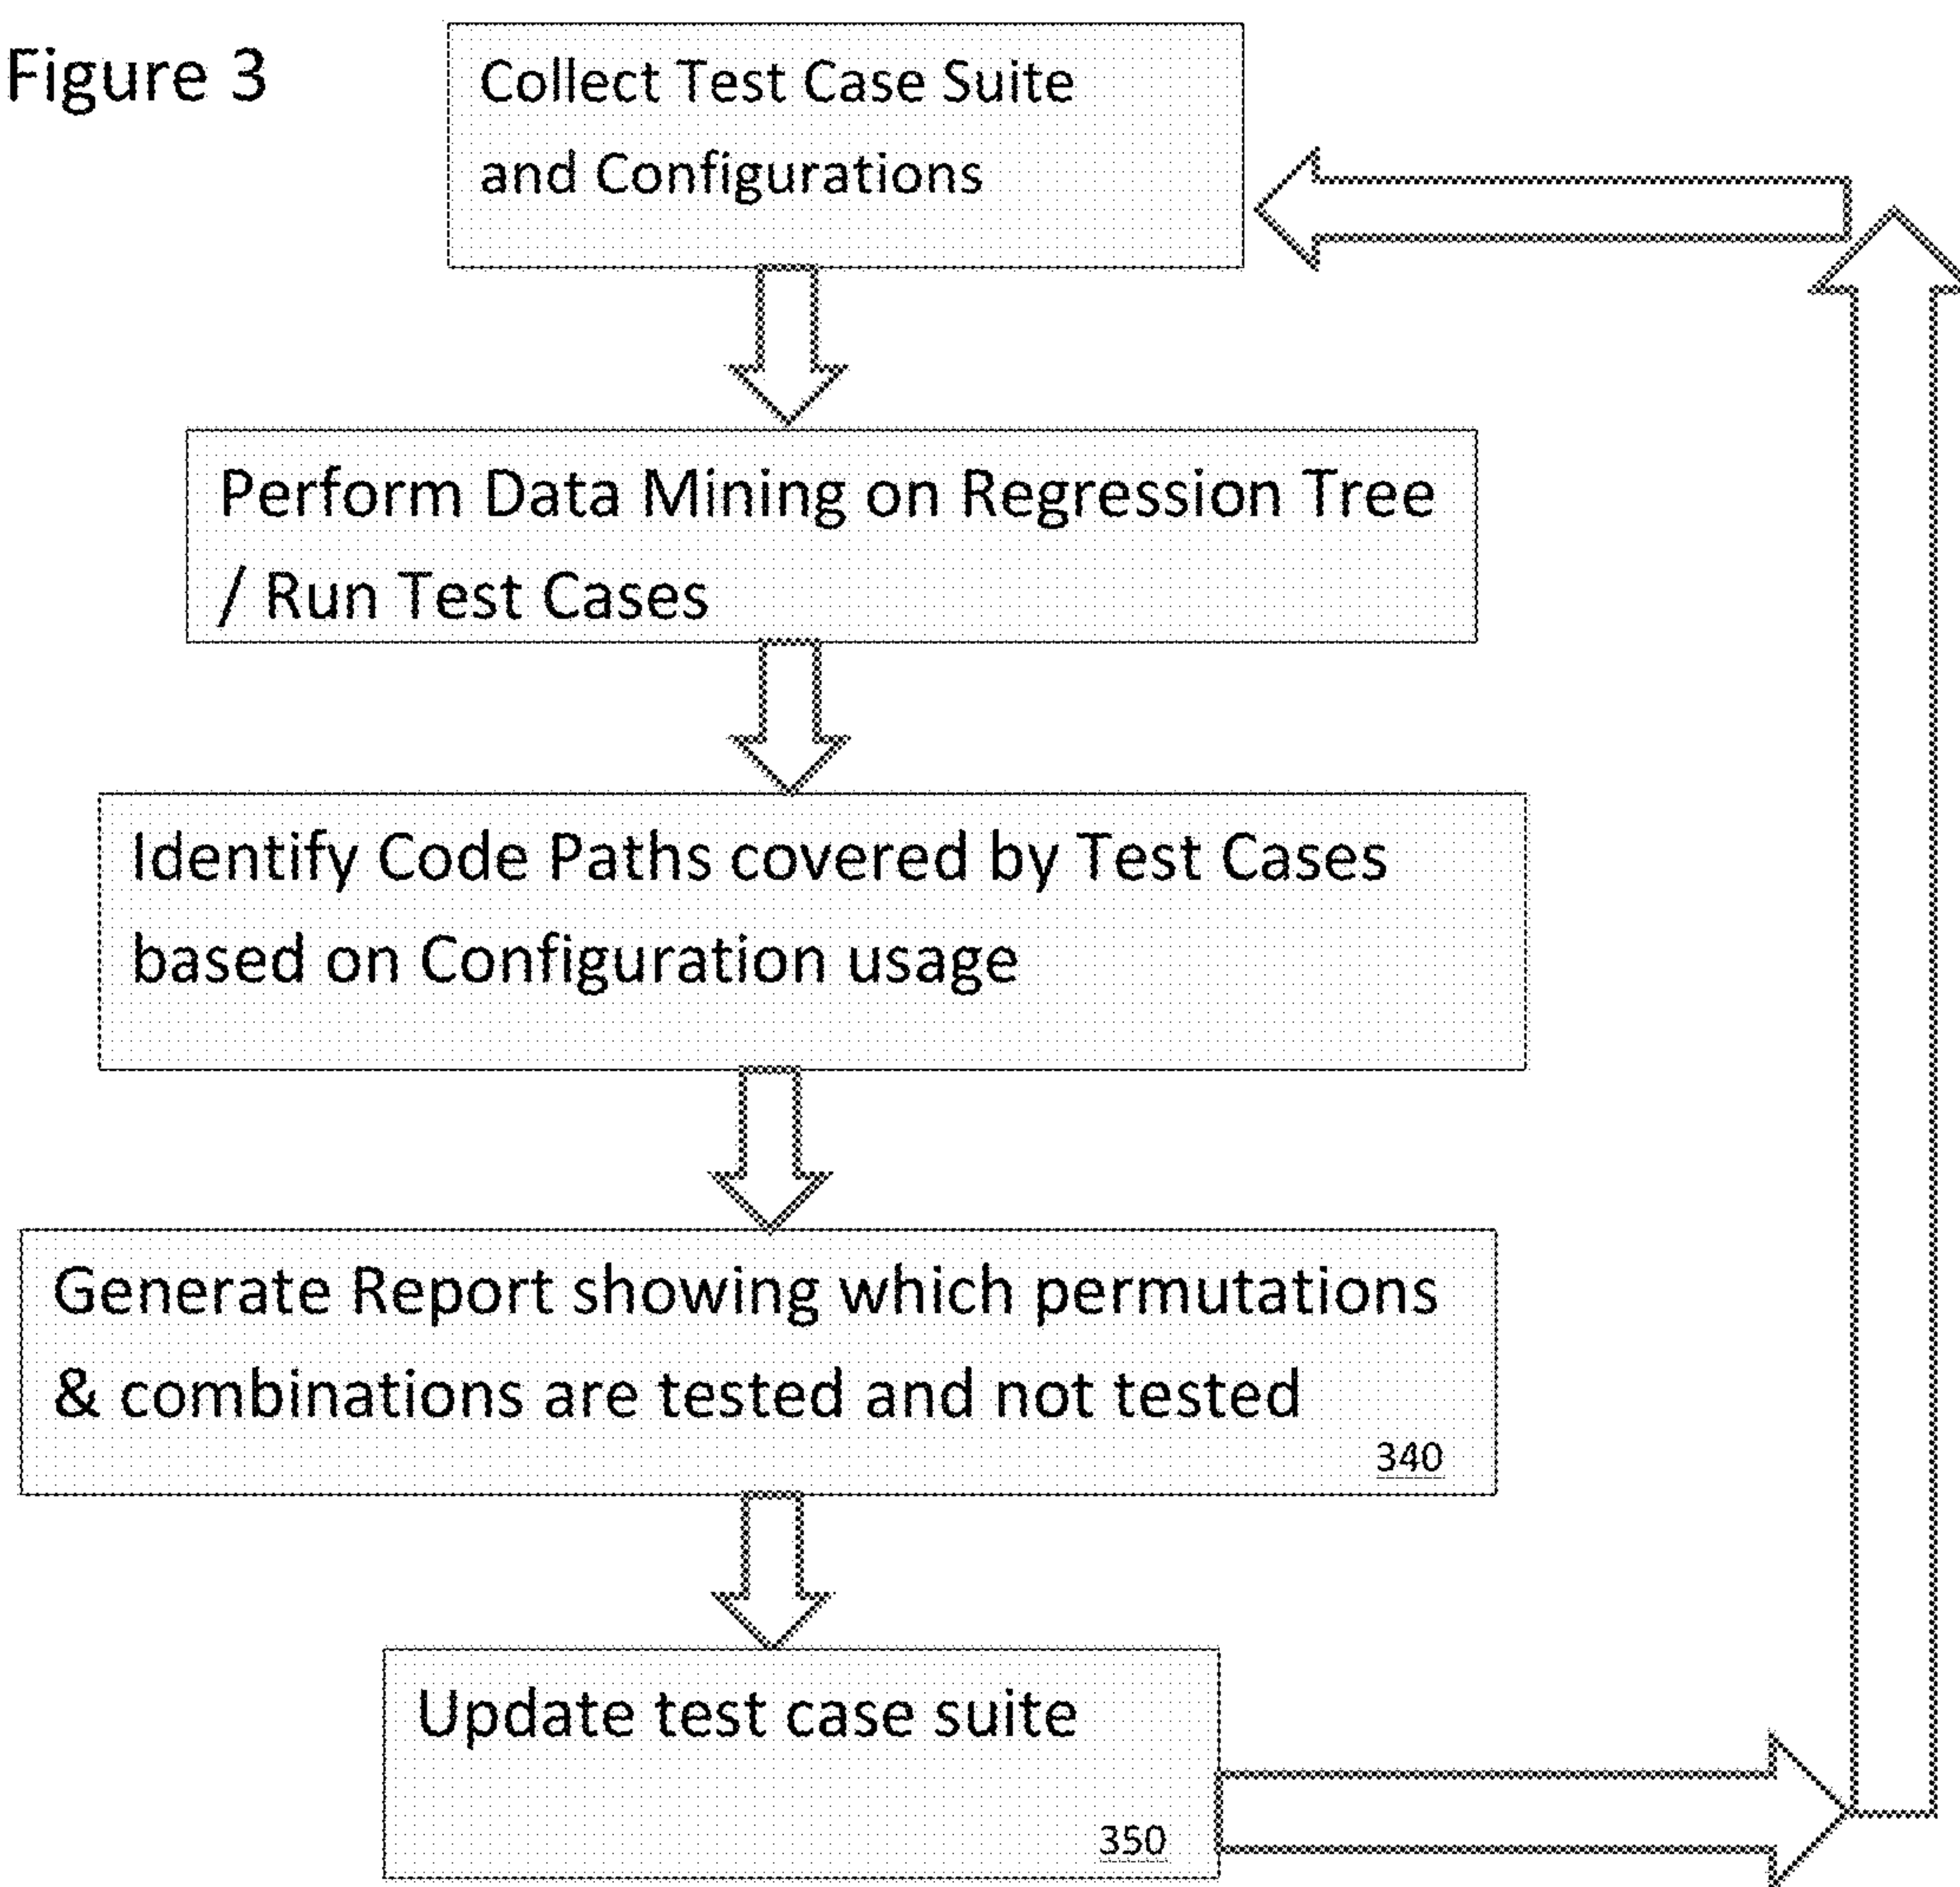 Figure 3
Collect Test Case Suite
and Configurations
Perform Data Mining on Regression Tree
/ Run Test Cases
Identify Code Paths covered by Test Cases
based on Configuration usage
Generate Report showing which permutations
& combinations are tested and not tested
340
Update test case suite
350